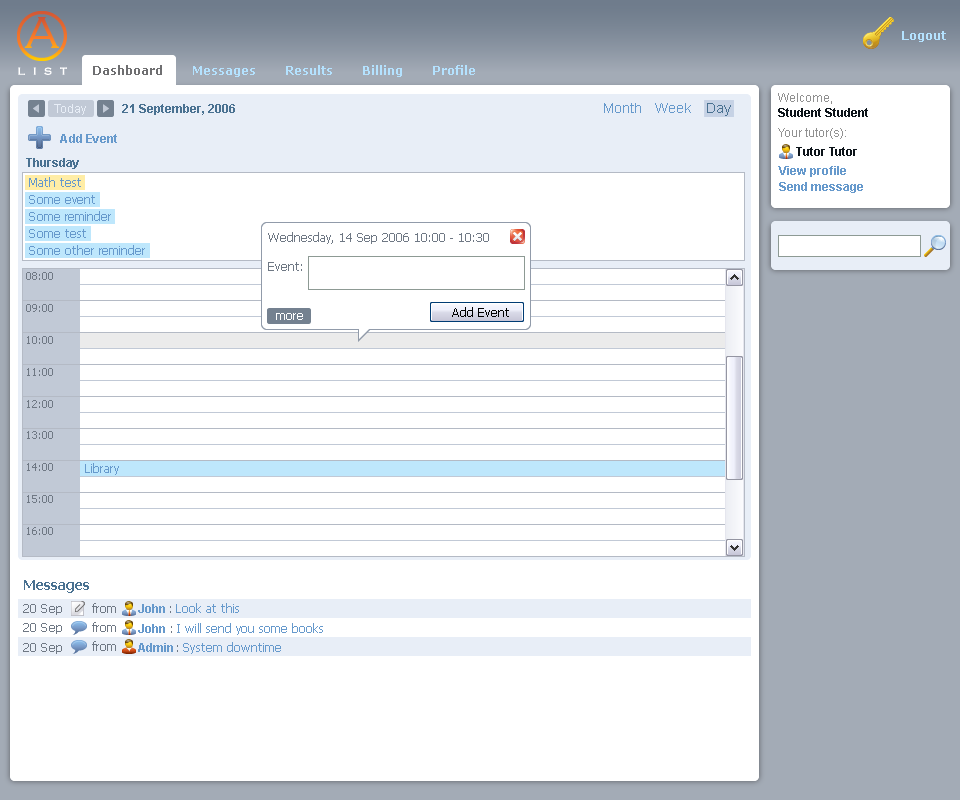 A
LIST
Dashboard Messages Results Billing Profile
Logout
Today 21 September, 2006 Month Week Day
Add Event
Thursday
Math test
Some event
Some reminder
Some test
Some other reminder
Wednesday, 14 Sep 2006 10:00 - 10:30
Event:
more Add Event
08:00
09:00
10:00
11:00
12:00
13:00
14:00 Library
15:00
16:00
Messages
20 Sep from John : Look at this
20 Sep from John : I will send you some books
20 Sep from Admin : System downtime
Welcome,
Student Student
Your tutor(s):
Tutor Tutor
View profile
Send message